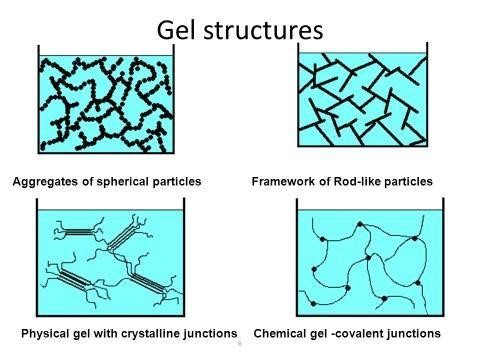 Gel structures
Aggregates of spherical particles
Framework of Rod-like particles
Physical gel with crystalline junctions
Chemical gel -covalent junctions
6